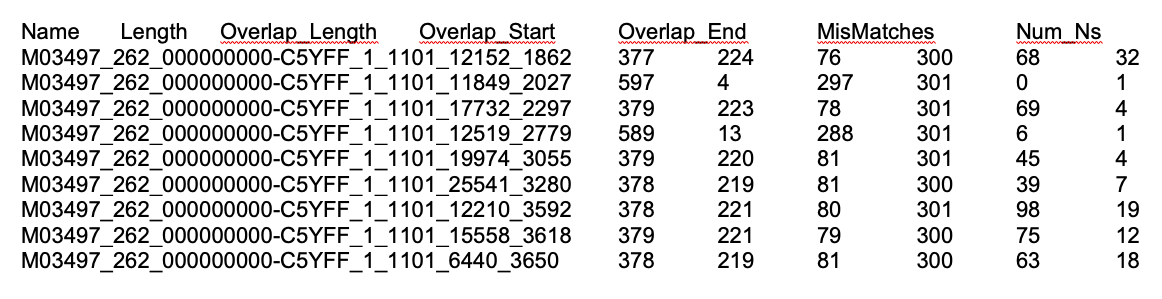 Name Length Overlap_Length Overlap_Start Overlap_End MisMatches Num_Ns
M03497_262_000000000-C5YFF_1_1101_12152_1862 377 224 76 300 68 32
M03497_262_000000000-C5YFF_1_1101_11849_2027 597 4 297 301 0 1
M03497_262_000000000-C5YFF_1_1101_17732_2297 379 223 78 301 69 4
M03497_262_000000000-C5YFF_1_1101_12519_2779 589 13 288 301 6 1
M03497_262_000000000-C5YFF_1_1101_19974_3055 379 220 81 301 45 4
M03497_262_000000000-C5YFF_1_1101_25541_3280 378 219 81 300 39 7
M03497_262_000000000-C5YFF_1_1101_12210_3592 378 221 80 301 98 19
M03497_262_000000000-C5YFF_1_1101_15558_3618 379 221 79 300 75 12
M03497_262_000000000-C5YFF_1_1101_6440_3650 378 219 81 300 63 18